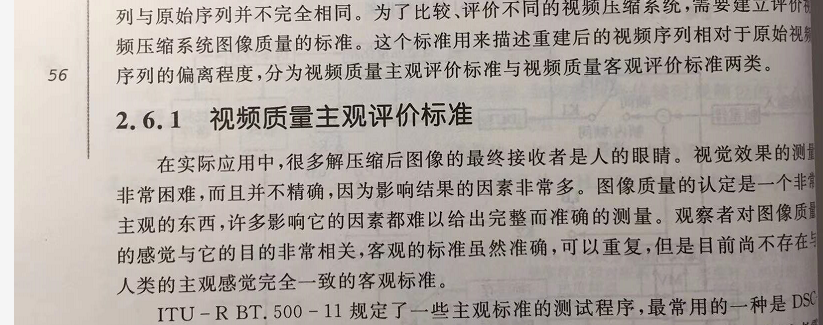 列与原始序列并不完全相同。为了比较、评价不同的视频压缩系统,需要建立评价
频压缩系统图像质量的标准。这个标准用来描述重建后的视频序列相对于原始视频
56
序列的偏离程度,分为视频质量主观评价标准与视频质量客观评价标准两类。
2.6.1 视频质量主观评价标准
在实际应用中,很多解压缩后图像的最终接收者是人的眼睛。视觉效果的测量
非常困难,而且并不精确,因为影响结果的因素非常多。图像质量的认定是一个非常
主观的东西,许多影响它的因素都难以给出完整而准确的测量。观察者对图像质量
的感觉与它的目的非常相关,客观的标准虽然准确,可以重复,但是目前尚不存在与
人类的主观感觉完全一致的客观标准。
ITU-R BT.500-11 规定了一些主观标准的测试程序,最常用的一种是 DSC